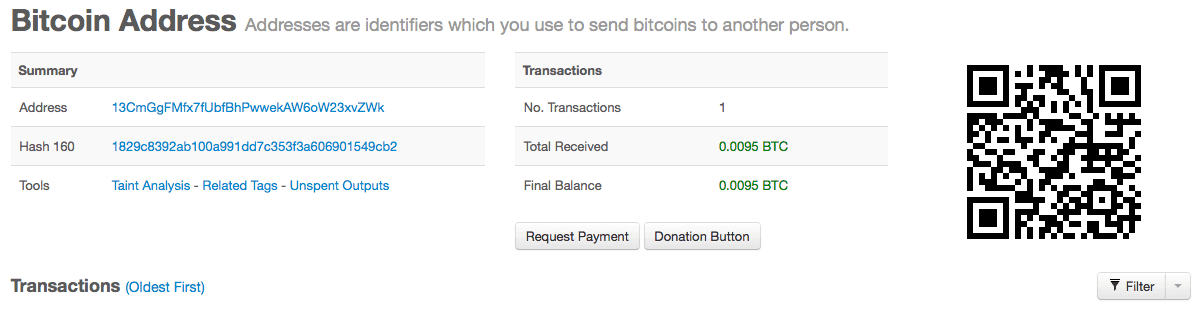 Bitcoin Address Addresses are identifiers which you use to send bitcoins to another person.
Summary
Address 13CmGgFMfx7fUbfBhPwwekAW6oW23xvZWk
Hash 160 1829c8392ab100a991dd7c353f3a606901549cb2
Tools Taint Analysis - Related Tags - Unspent Outputs
Transactions
No. Transactions 1
Total Received 0.0095 BTC
Final Balance 0.0095 BTC
Request Payment Donation Button
Transactions (Oldest First)
Filter